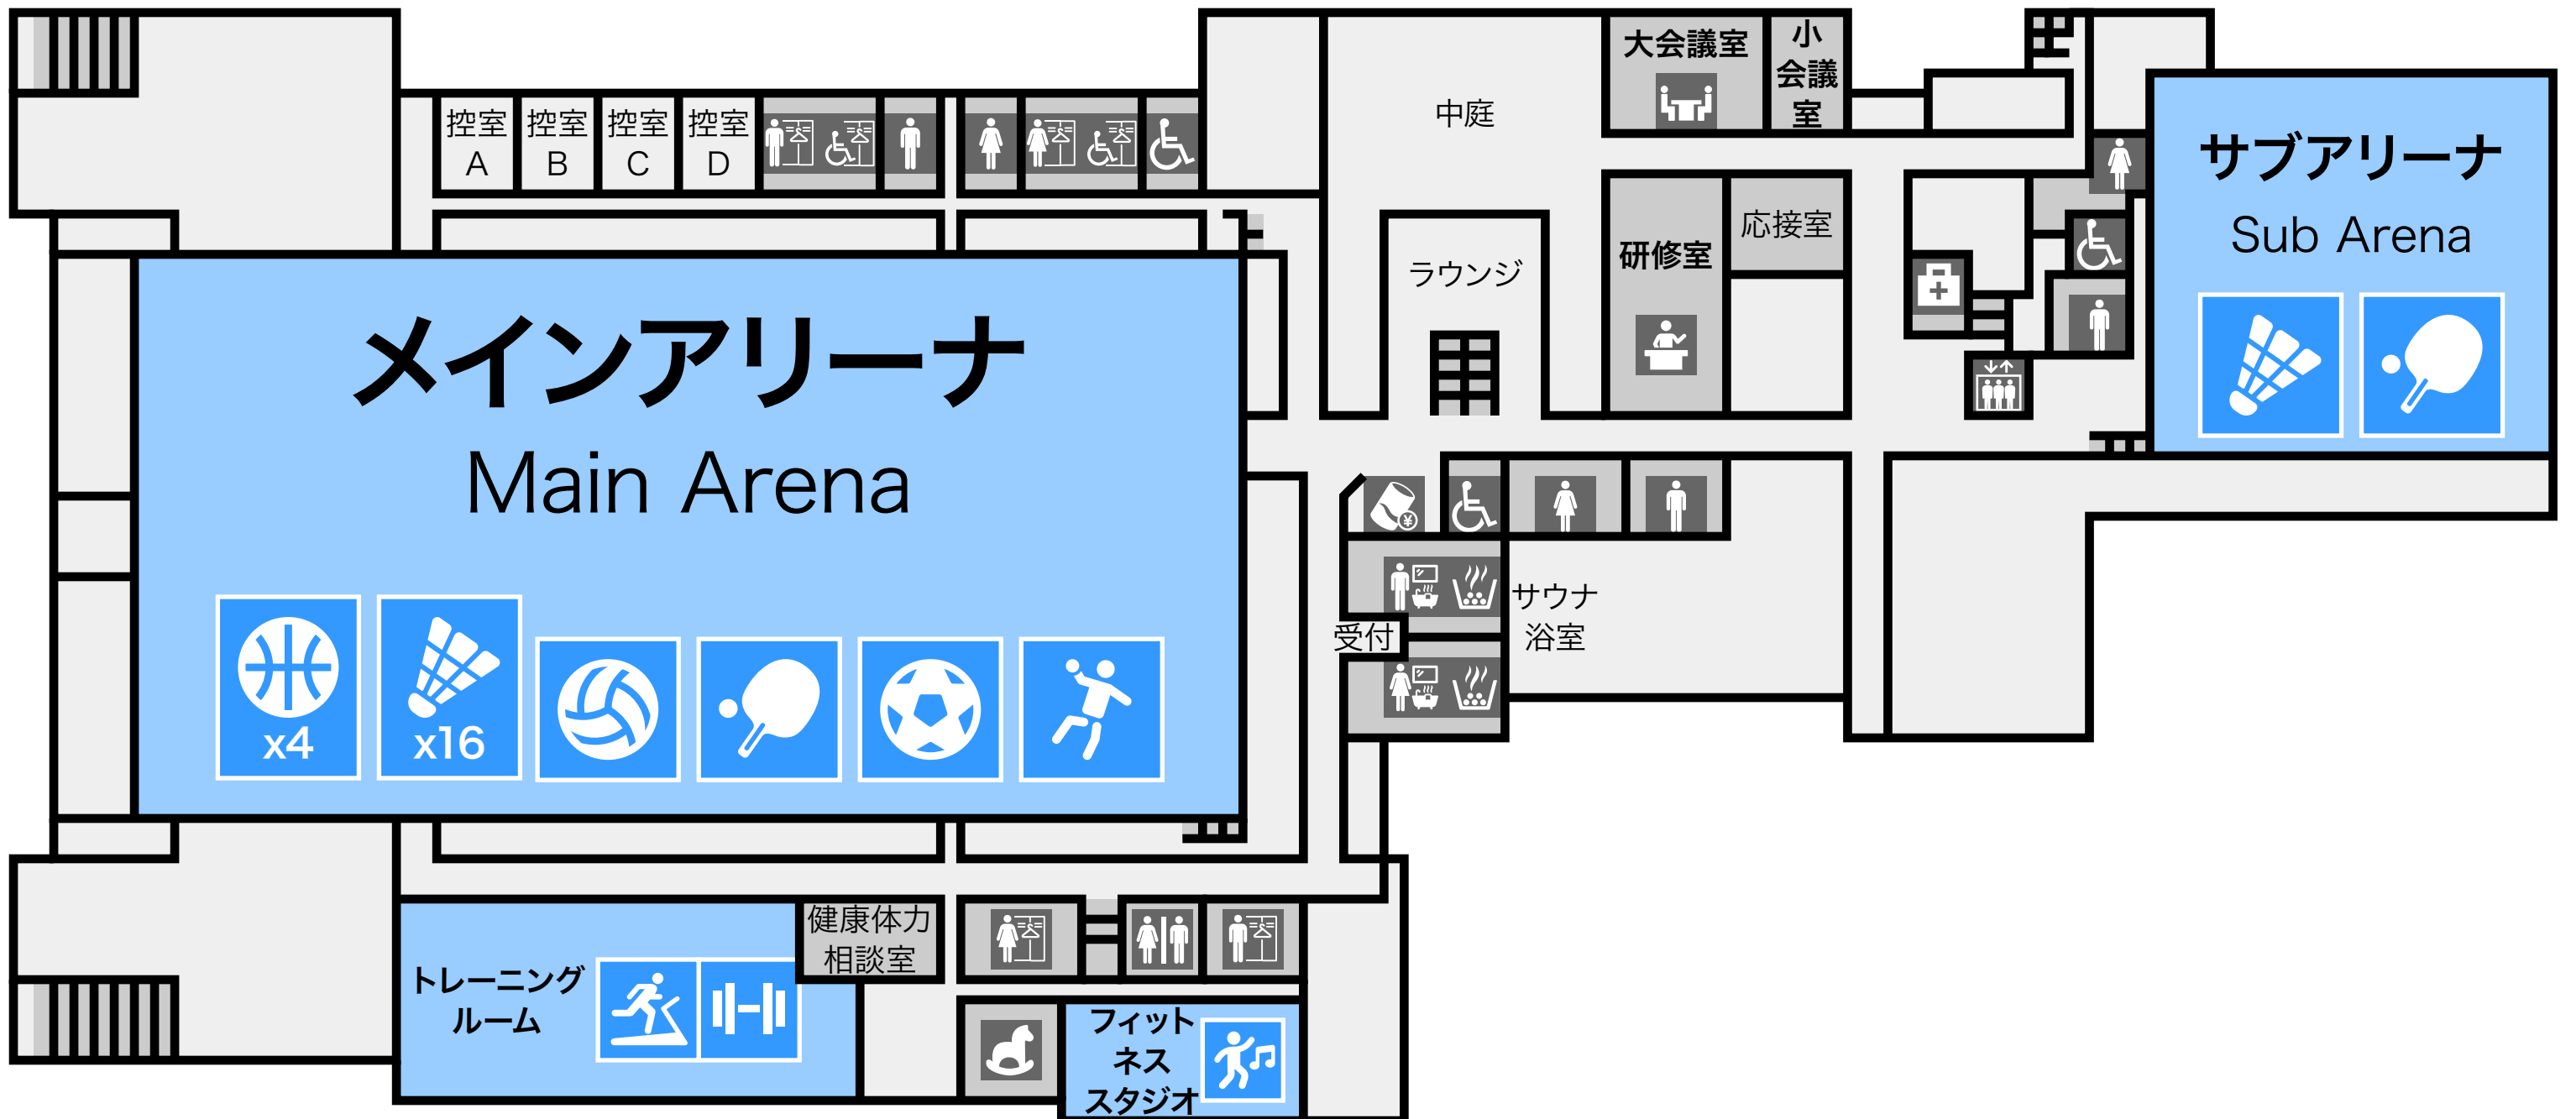 大会議室
小
会議
室
中庭
控室
A
控室
B
控室
C
控室
D
サブアリーナ
Sub Arena
応接室
研修室
ラウンジ
メインアリーナ
Main Arena
x4
x16
¥
サウナ
浴室
受付
健康体力
相談室
トレーニング
ルーム
フィット
ネス
スタジオ